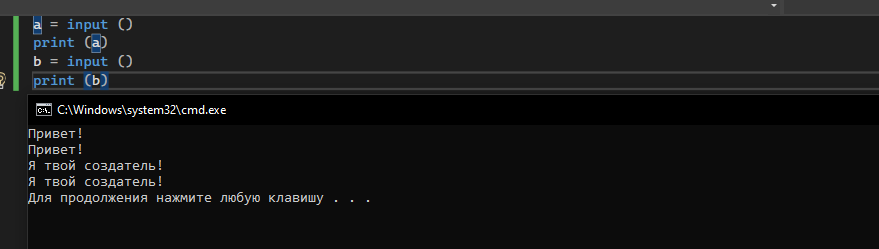 a = input ()
print (a)
b = input ()
print (b)
C:\Windows\system32\cmd.exe
Привет!
Привет!
Я твой создатель!
Я твой создатель!
Для продолжения нажмите любую клавишу . . .